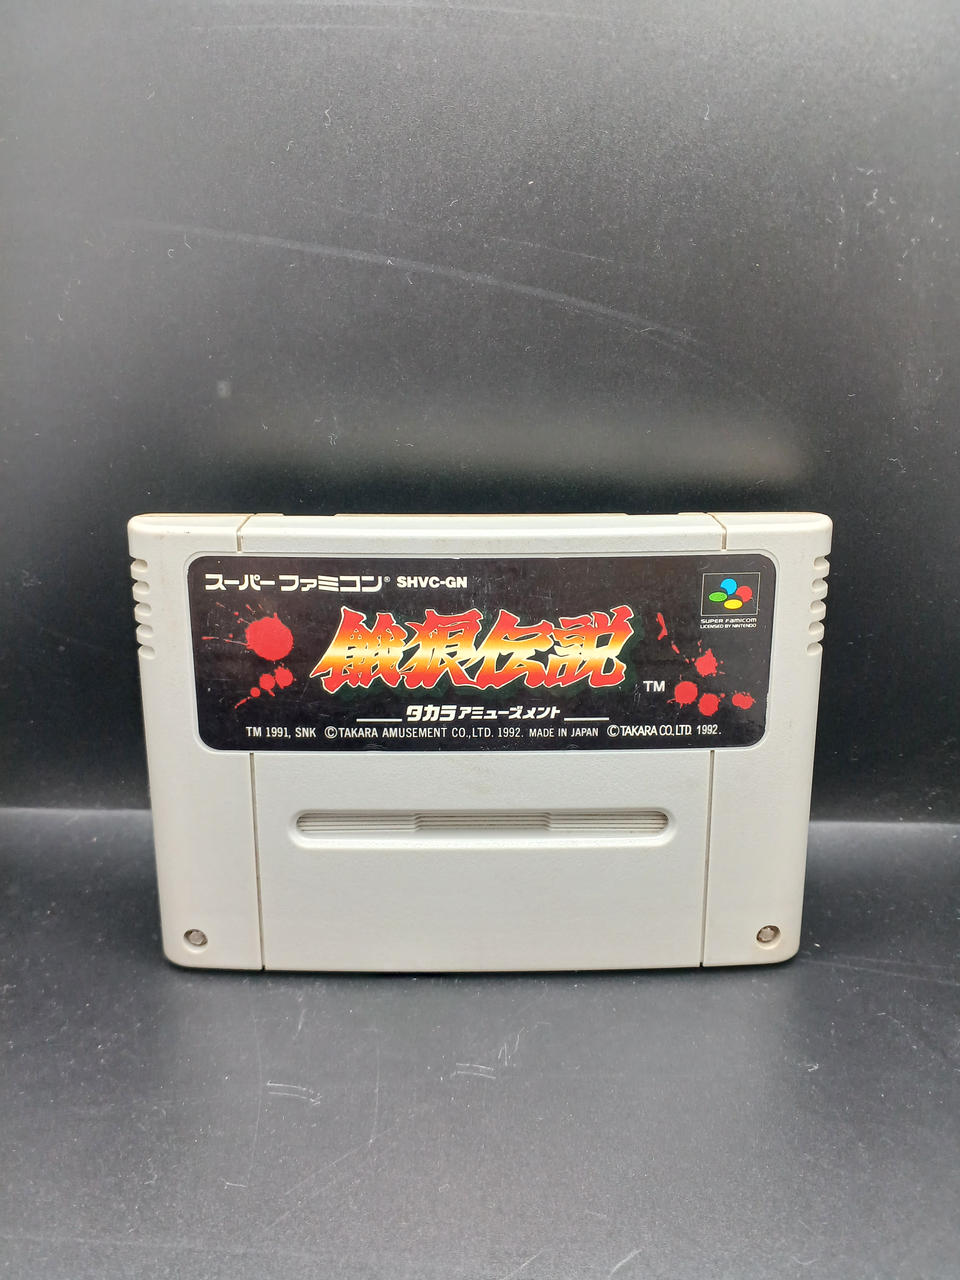 スーパーファミコン® SHVC-GN
SUPER FAMICOM
LICENSED BY NINTENDO
餓狼伝説
TM
タカラアミューズメント
TM 1991, SNK ©TAKARA AMUSEMENT CO.,LTD. 1992. MADE IN JAPAN ©TAKARA CO.,LTD. 1992.